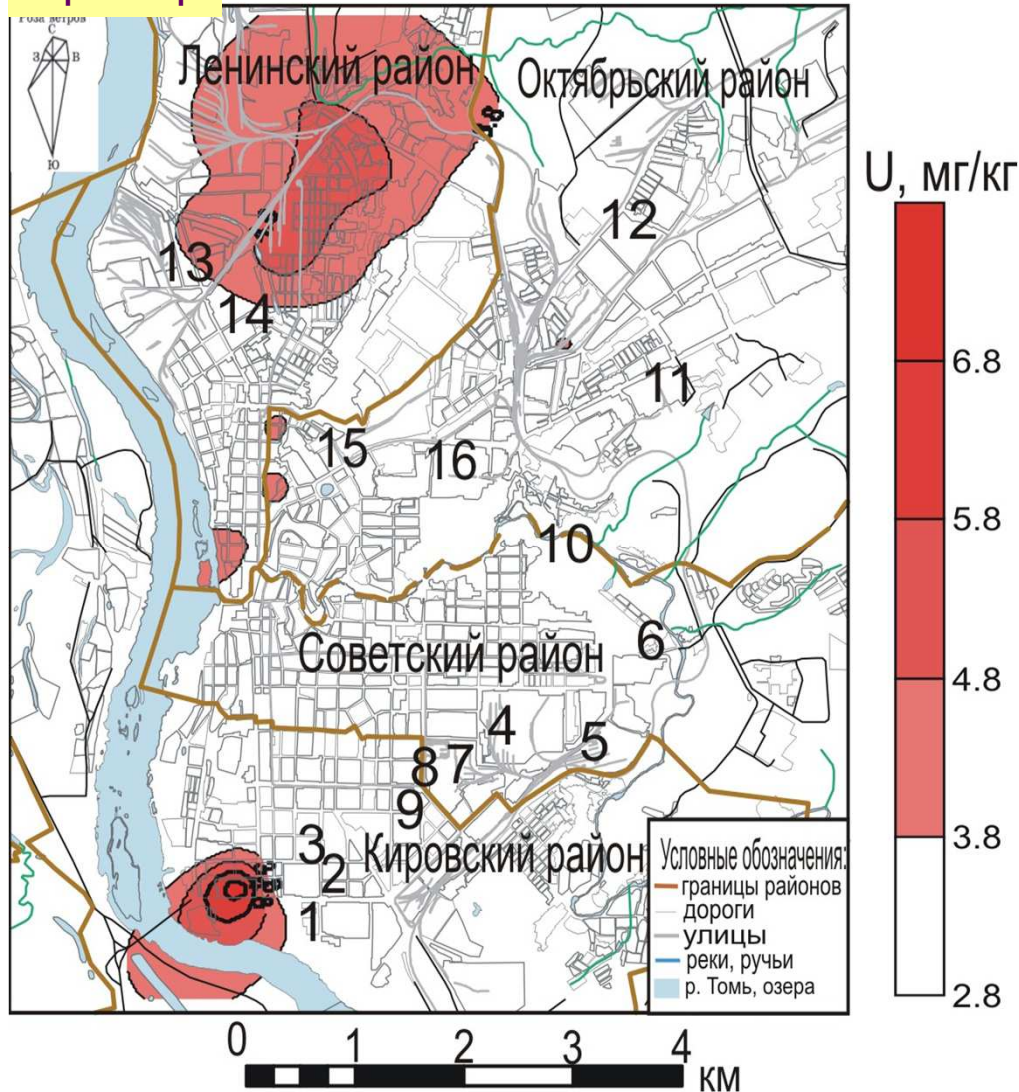 Роза ветров
С
З В
Ю
Ленинский район
Октябрьский район
U, мг/кг
12
13
14
6.8
11
15
16
5.8
10
6
Советский район
4.8
4
5
8
7
9
3.8
3
Кировский район
2
1
Условные обозначения:
границы районов
дороги
улицы
реки, ручьи
р. Томь, озера
2.8
0 1 2 3 4
км